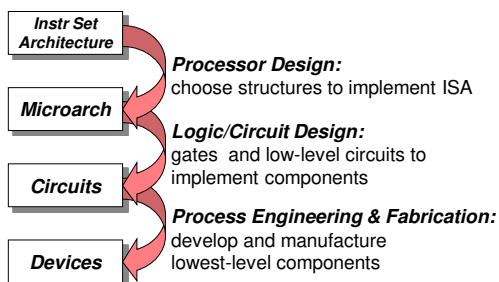 Instr Set
Architecture
Processor Design:
choose structures to implement ISA
Microarch
Logic/Circuit Design:
gates and low-level circuits to
implement components
Circuits
Process Engineering & Fabrication:
develop and manufacture
lowest-level components
Devices